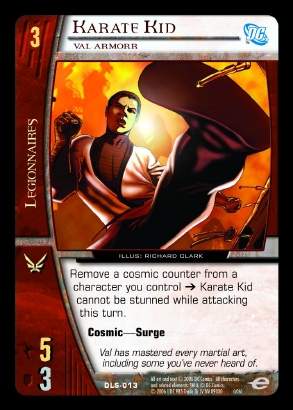 3
KARATE KID
VAL ARMORR
DC
LEGIONNAIRES
ILLUS: RICHARD CLARK
Remove a cosmic counter from a
character you control ➔ Karate Kid
cannot be stunned while attacking
this turn.
Cosmic—Surge
Val has mastered every martial art,
including some you've never heard of.
5
3
DLS-013